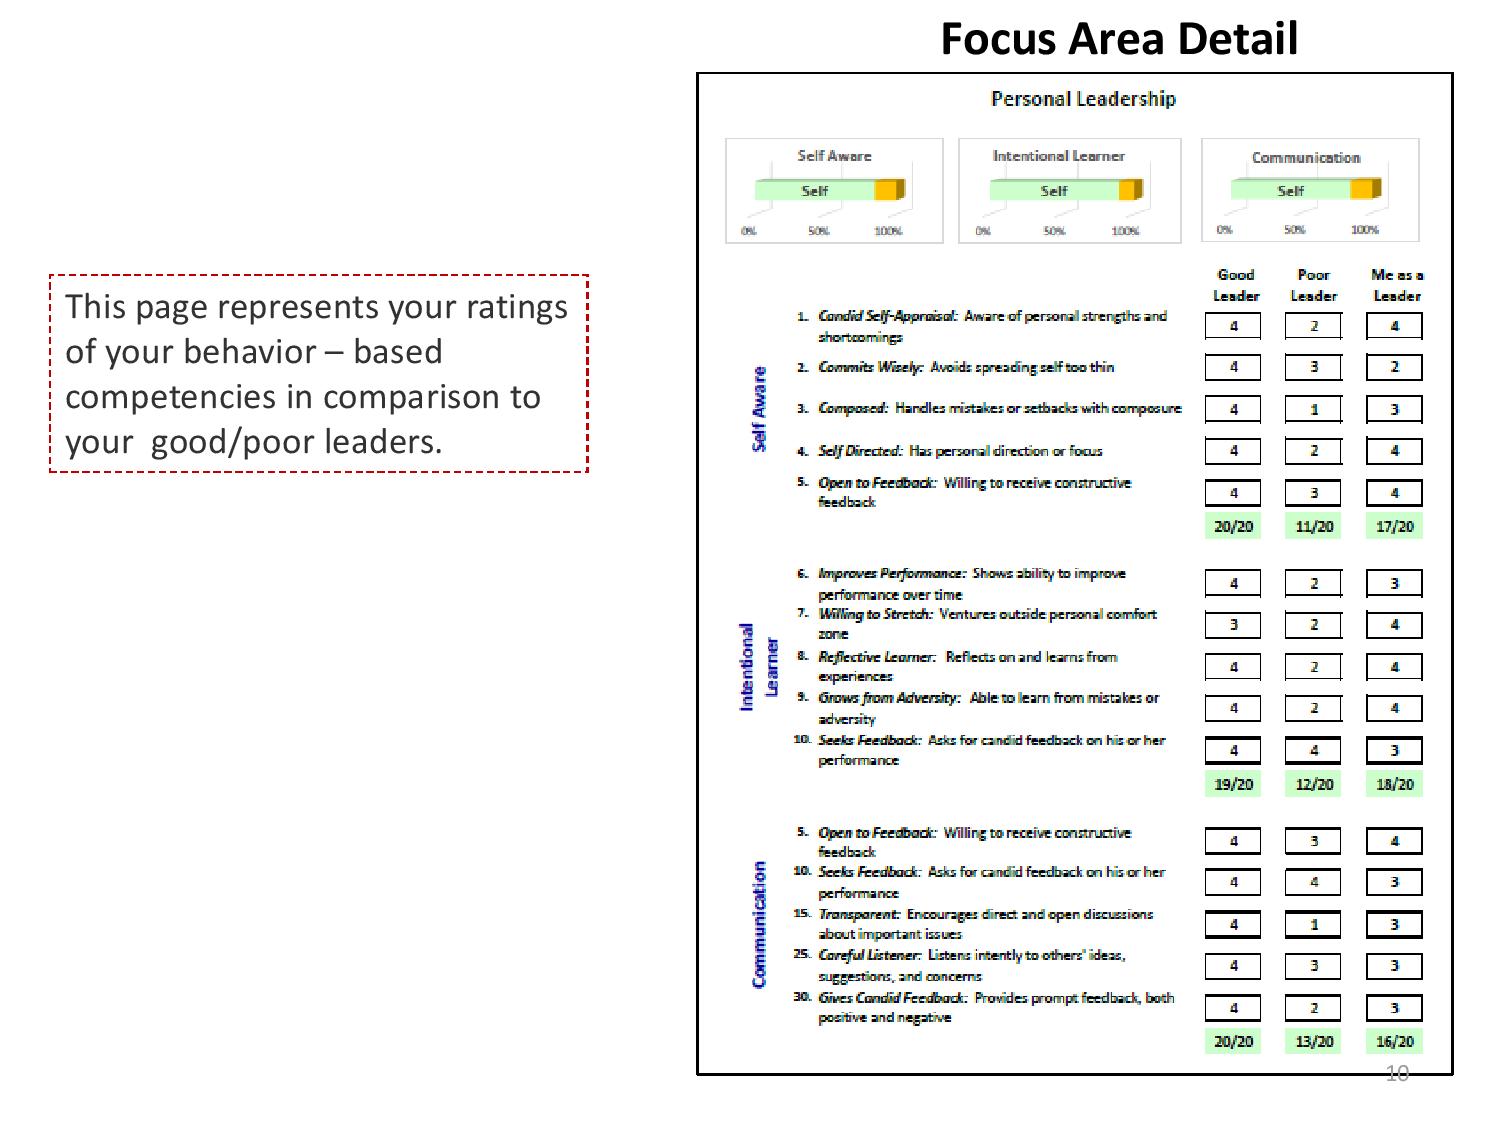 Focus Area Detail
This page represents your ratings
of your behavior – based
competencies in comparison to
your  good/poor leaders.
Personal Leadership
Self Aware
Self
0% 50% 100%
Intentional Learner
Self
0% 50% 100%
Communication
Self
0% 50% 100%
Good Poor Me as a
Leader Leader Leader
Self Aware
1. Candid Self-Appraisal: Aware of personal strengths and
shortcomings
4 2 4
2. Commits Wisely: Avoids spreading self too thin 4 3 2
3. Composed: Handles mistakes or setbacks with composure 4 1 3
4. Self Directed: Has personal direction or focus 4 2 4
5. Open to Feedback: Willing to receive constructive
feedback
4 3 4
20/20 11/20 17/20
Intentional
Learner
6. Improves Performance: Shows ability to improve
performance over time
4 2 3
7. Willing to Stretch: Ventures outside personal comfort
zone
3 2 4
8. Reflective Learner: Reflects on and learns from
experiences
4 2 4
9. Grows from Adversity: Able to learn from mistakes or
adversity
4 2 4
10. Seeks Feedback: Asks for candid feedback on his or her
performance
4 4 3
19/20 12/20 18/20
Communication
5. Open to Feedback: Willing to receive constructive
feedback
4 3 4
10. Seeks Feedback: Asks for candid feedback on his or her
performance
4 4 3
15. Transparent: Encourages direct and open discussions
about important issues
4 1 3
25. Careful Listener: Listens intently to others' ideas,
suggestions, and concerns
4 3 3
30. Gives Candid Feedback: Provides prompt feedback, both
positive and negative
4 2 3
20/20 13/20 16/20
10